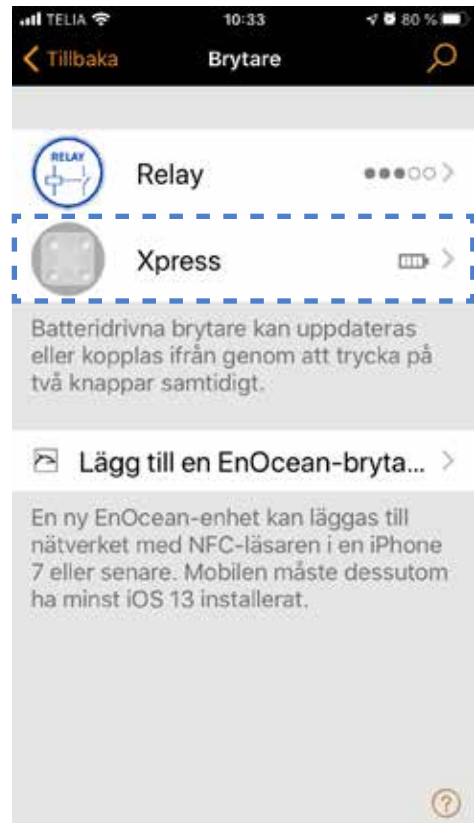 TELIA 10:33 80 %
Tillbaka Brytare
RELAY
Relay
Xpress
Batteridrivna brytare kan uppdateras
eller kopplas ifrån genom att trycka på
två knappar samtidigt.
Lägg till en EnOcean-bryta...
En ny EnOcean-enhet kan läggas till
nätverket med NFC-läsaren i en iPhone
7 eller senare. Mobilen måste dessutom
ha minst iOS 13 installerat.
?